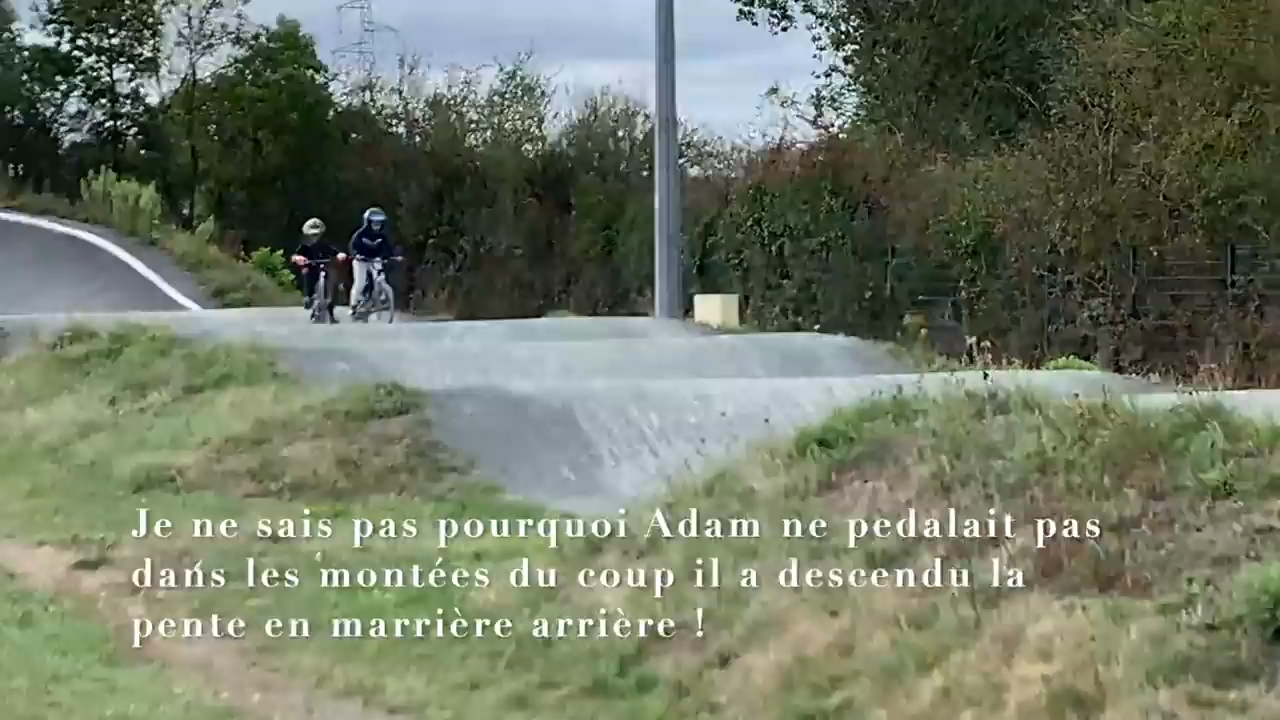 Je ne sais pas pourquoi Adam ne pedalait pas
dans les montées du coup il a descendu la
pente en marrière arrière !